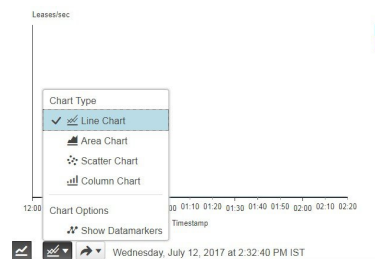 Leases/sec
Chart Type
Line Chart
Area Chart
Scatter Chart
Column Chart
12:00 00 01:10 01:20 01:30 01:40 01:50 02:00 02:10 02:20
Chart Options
Timestamp
Show Datamarkers
Wednesday, July 12, 2017 at 2:32:40 PM IST